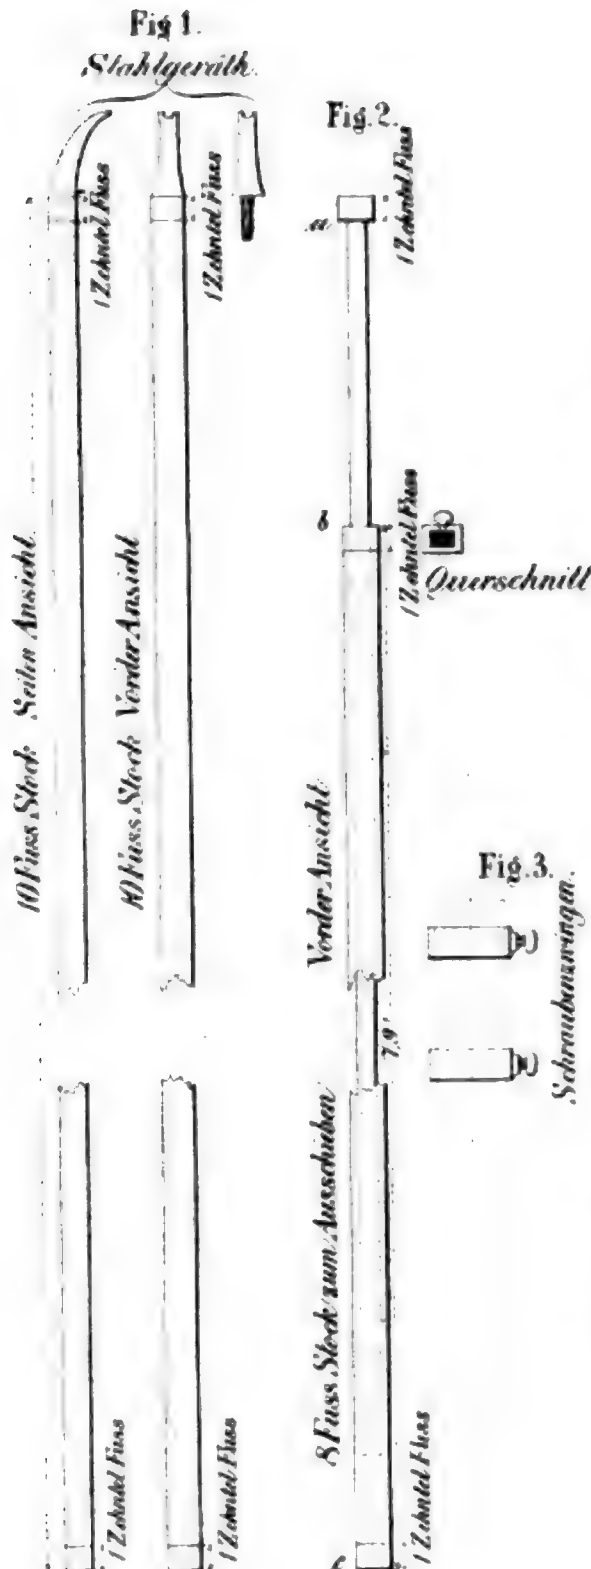 Fig 1.
Stahlgeräth.
1 Zehntel Fuss
1 Zehntel Fuss
10 Fuss Stock Seiten Ansicht.
10 Fuss Stock Vorder Ansicht
1 Zehntel Fuss
1 Zehntel Fuss
Fig. 2.
1 Zehntel Fuss
a
b
1 Zehntel Fuss
Querschnitt
Vorder Ansicht
7,9'
8 Fuss Stock zum Ausschieben
c
1 Zehntel Fuss
Fig. 3.
Schraubenzwingen.